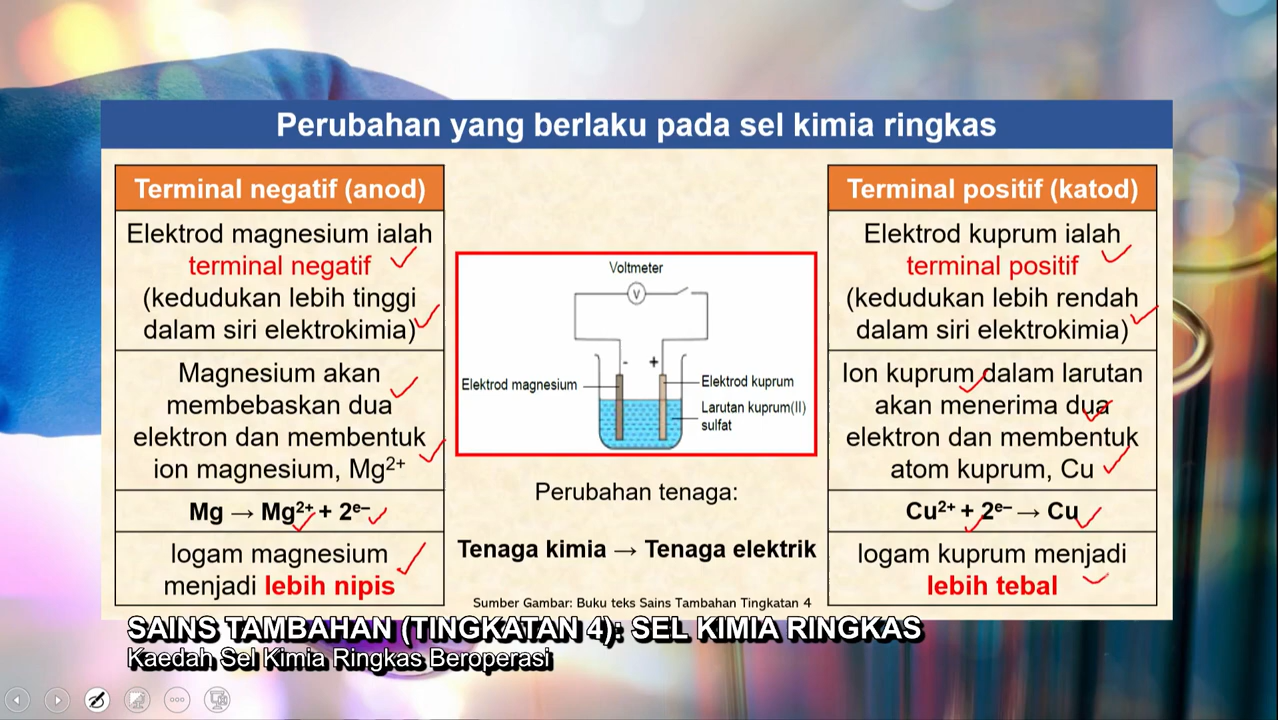 Perubahan yang berlaku pada sel kimia ringkas
Terminal negatif (anod)
Elektrod magnesium ialah
terminal negatif
(kedudukan lebih tinggi
dalam siri elektrokimia)
Magnesium akan
membebaskan dua
elektron dan membentuk
ion magnesium, Mg²⁺
Mg → Mg²⁺ + 2e⁻
logam magnesium
menjadi lebih nipis
Voltmeter
V
- +
Elektrod magnesium
Elektrod kuprum
Larutan kuprum(II)
sulfat
Perubahan tenaga:
Tenaga kimia → Tenaga elektrik
Sumber Gambar: Buku teks Sains Tambahan Tingkatan 4
Terminal positif (katod)
Elektrod kuprum ialah
terminal positif
(kedudukan lebih rendah
dalam siri elektrokimia)
Ion kuprum dalam larutan
akan menerima dua
elektron dan membentuk
atom kuprum, Cu
Cu²⁺ + 2e⁻ → Cu
logam kuprum menjadi
lebih tebal
SAINS TAMBAHAN (TINGKATAN 4): SEL KIMIA RINGKAS
Kaedah Sel Kimia Ringkas Beroperasi